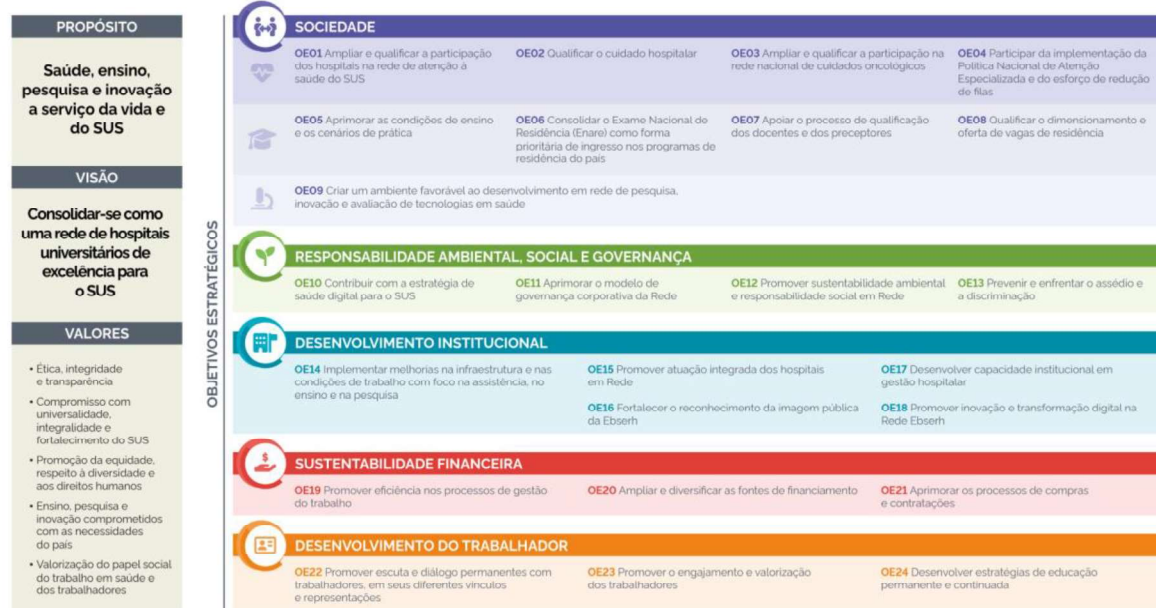 PROPÓSITO
Saúde, ensino,
pesquisa e inovação
a serviço da vida e
do SUS
VISÃO
Consolidar-se como
uma rede de hospitais
universitários de
excelência para
o SUS
VALORES
• Ética, integridade
e transparência
• Compromisso com
universalidade,
integralidade e
fortalecimento do SUS
• Promoção da equidade,
respeito à diversidade e
aos direitos humanos
• Ensino, pesquisa e
inovação comprometidos
com as necessidades
do país
• Valorização do papel social
do trabalho em saúde e
dos trabalhadores
OBJETIVOS ESTRATÉGICOS
SOCIEDADE
OE01 Ampliar e qualificar a participação
dos hospitais na rede de atenção à
saúde do SUS
OE02 Qualificar o cuidado hospitalar
OE03 Ampliar e qualificar a participação na
rede nacional de cuidados oncológicos
OE04 Participar da implementação da
Política Nacional de Atenção
Especializada e do esforço de redução
de filas
OE05 Aprimorar as condições de ensino
e os cenários de prática
OE06 Consolidar o Exame Nacional de
Residência (Enare) como forma
prioritária de ingresso nos programas de
residência do país
OE07 Apoiar o processo de qualificação
dos docentes e dos preceptores
OE08 Qualificar o dimensionamento e
oferta de vagas de residência
OE09 Criar um ambiente favorável ao desenvolvimento em rede de pesquisa,
inovação e avaliação de tecnologias em saúde
RESPONSABILIDADE AMBIENTAL, SOCIAL E GOVERNANÇA
OE10 Contribuir com a estratégia de
saúde digital para o SUS
OE11 Aprimorar o modelo de
governança corporativa da Rede
OE12 Promover sustentabilidade ambiental
e responsabilidade social em Rede
OE13 Prevenir e enfrentar o assédio e
a discriminação
DESENVOLVIMENTO INSTITUCIONAL
OE14 Implementar melhorias na infraestrutura e nas
condições de trabalho com foco na assistência, no
ensino e na pesquisa
OE15 Promover atuação integrada dos hospitais
em Rede
OE16 Fortalecer o reconhecimento da imagem pública
da Ebserh
OE17 Desenvolver capacidade institucional em
gestão hospitalar
OE18 Promover inovação e transformação digital na
Rede Ebserh
SUSTENTABILIDADE FINANCEIRA
OE19 Promover eficiência nos processos de gestão
do trabalho
OE20 Ampliar e diversificar as fontes de financiamento
OE21 Aprimorar os processos de compras
e contratações
DESENVOLVIMENTO DO TRABALHADOR
OE22 Promover escuta e diálogo permanentes com
trabalhadores, em seus diferentes vínculos
e representações
OE23 Promover o engajamento e valorização
dos trabalhadores
OE24 Desenvolver estratégias de educação
permanente e continuada